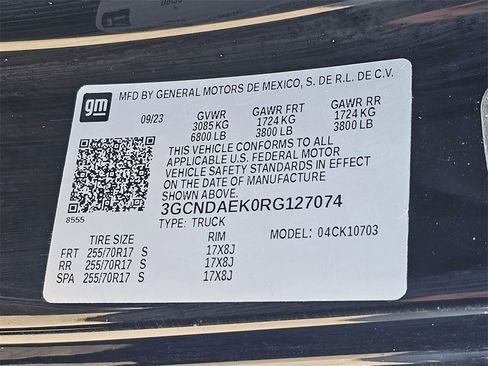 gm
MFD BY GENERAL MOTORS DE MEXICO, S. DE R.L. DE C.V.
09/23 GVWR GAWR FRT GAWR RR
3085 KG 1724 KG 1724 KG
6800 LB 3800 LB 3800 LB
THIS VEHICLE CONFORMS TO ALL
APPLICABLE U.S. FEDERAL MOTOR
VEHICLE SAFETY STANDARDS IN EFFECT
ON THE DATE OF MANUFACTURE
SHOWN ABOVE.
3GCNDAEK0RG127074
8555 TYPE: TRUCK MODEL: 04CK10703
TIRE SIZE RIM
FRT 255/70R17 S 17X8J
RR 255/70R17 S 17X8J
SPA 255/70R17 S 17X8J